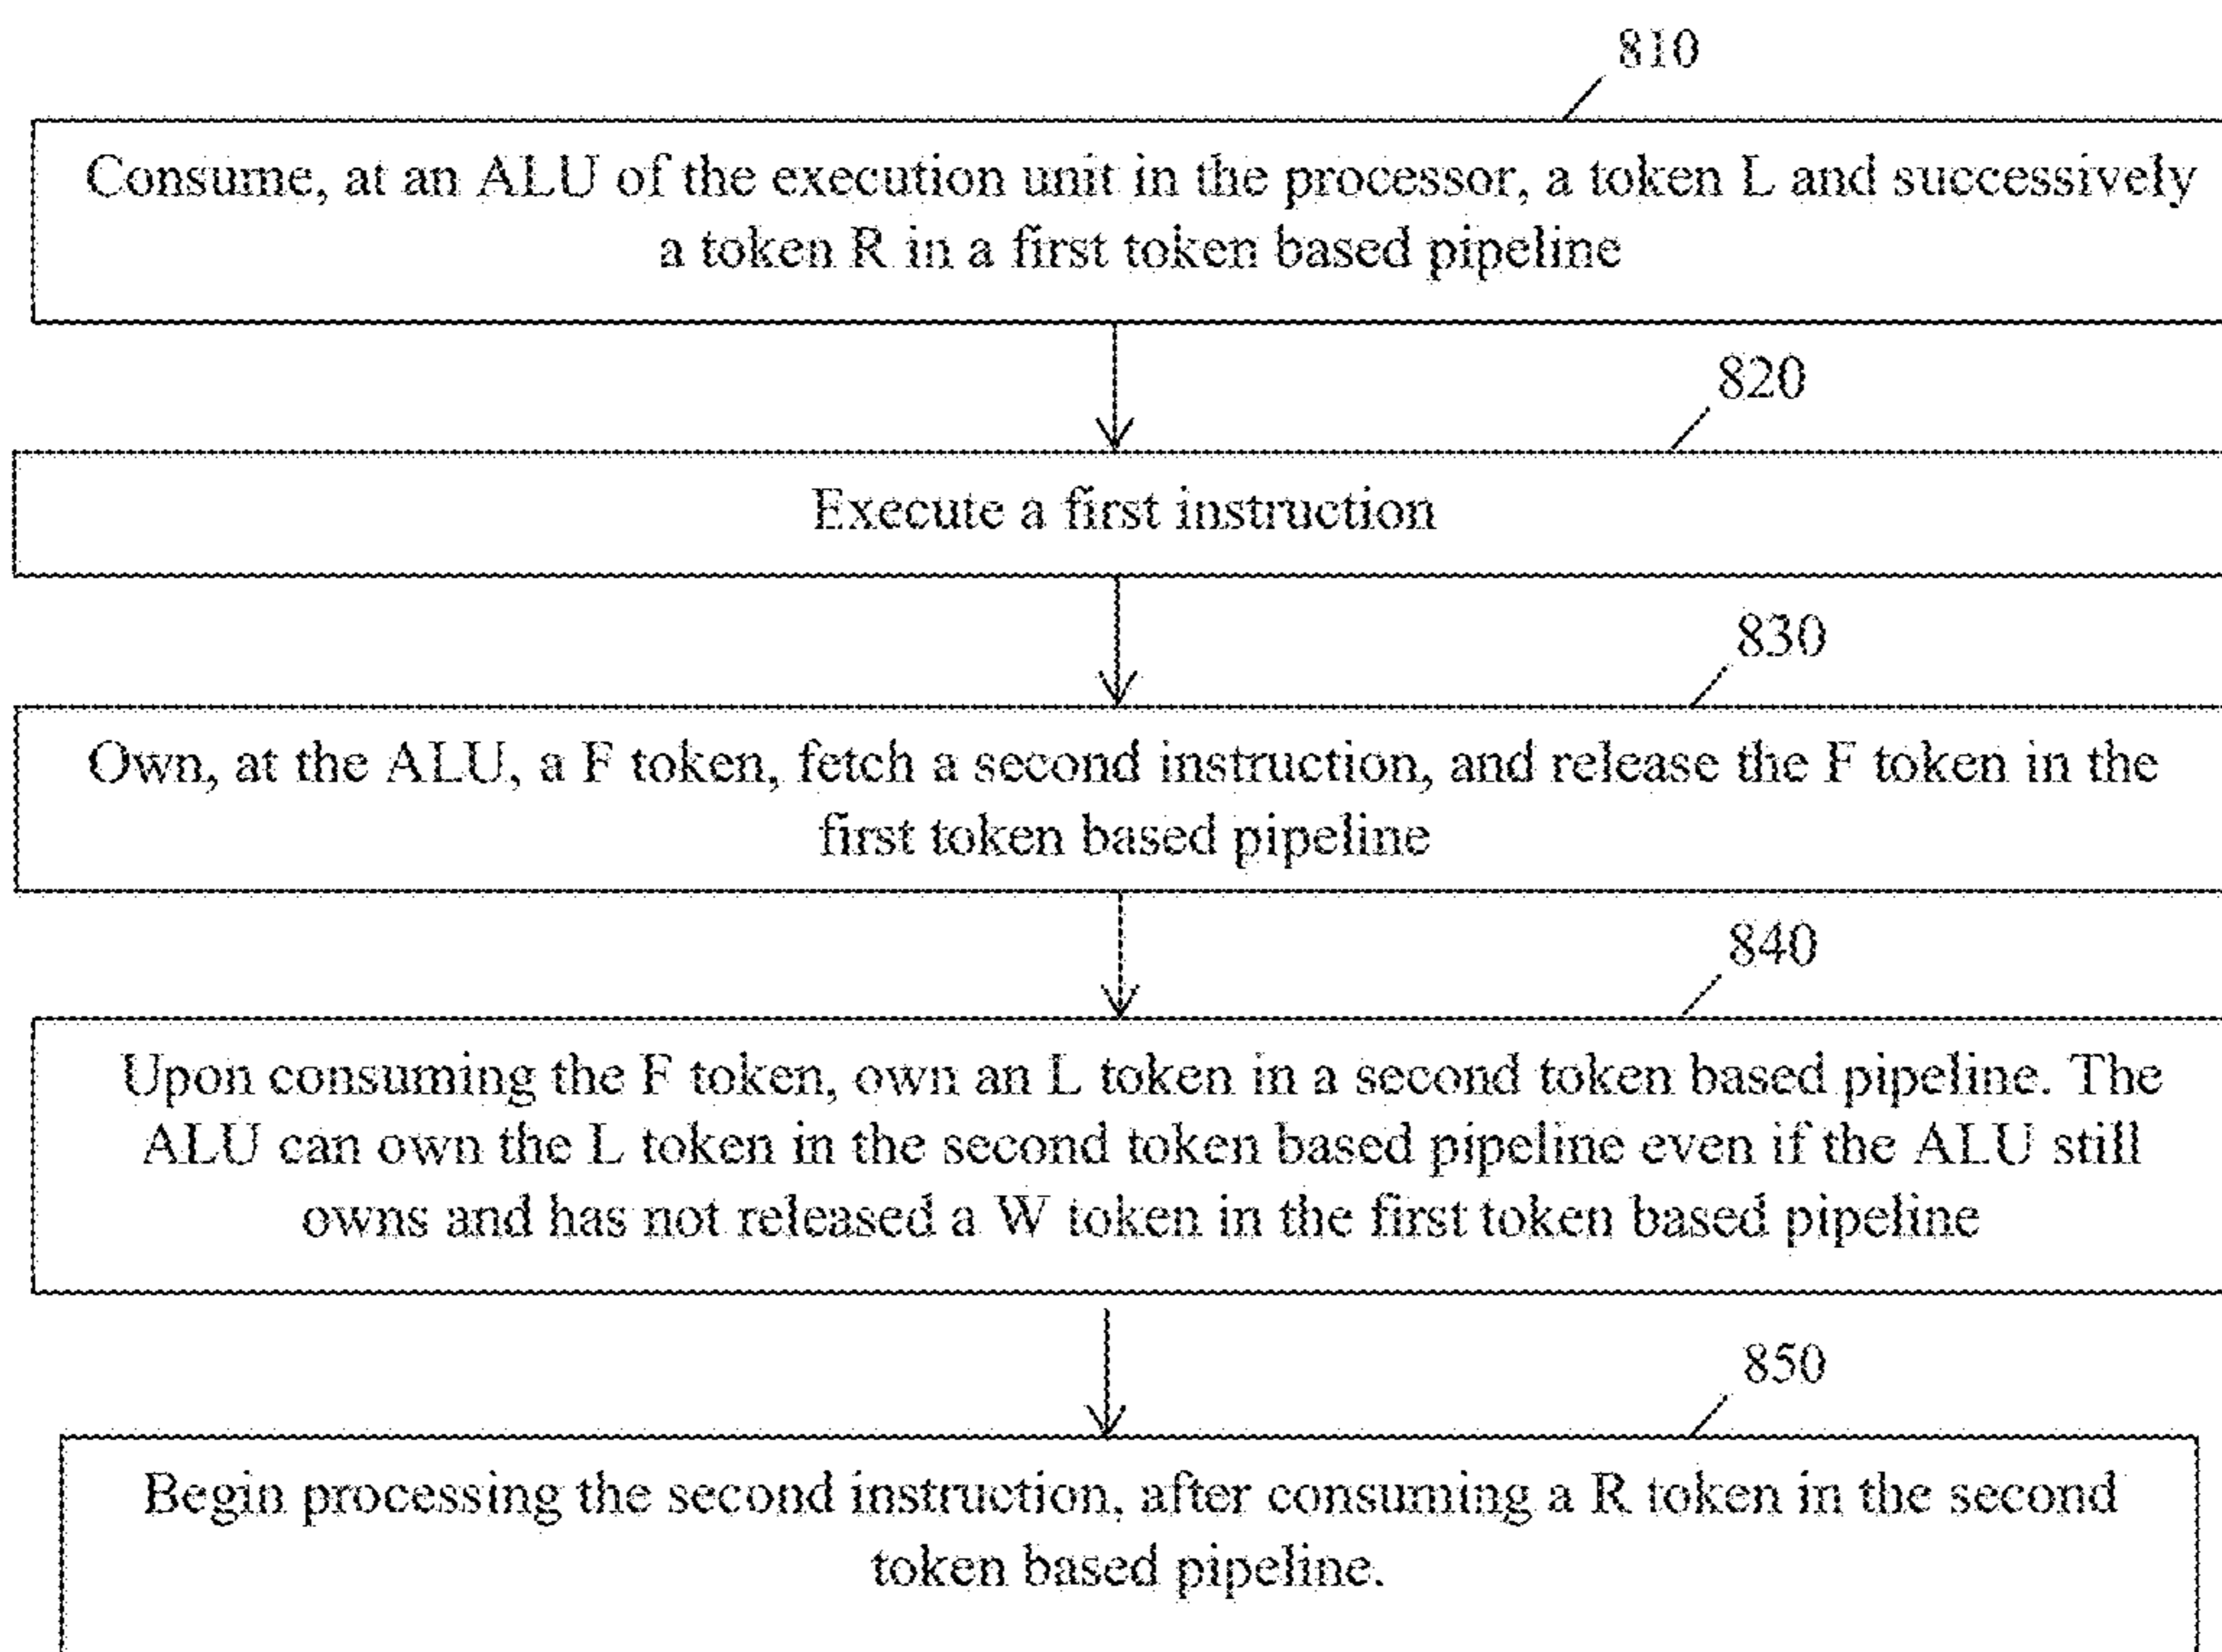 810
Consume, at an ALU of the execution unit in the processor, a token L and successively
a token R in a first token based pipeline
820
Execute a first instruction
830
Own, at the ALU, a F token, fetch a second instruction, and release the F token in the
first token based pipeline
840
Upon consuming the F token, own an L token in a second token based pipeline. The
ALU can own the L token in the second token based pipeline even if the ALU still
owns and has not released a W token in the first token based pipeline
850
Begin processing the second instruction, after consuming a R token in the second
token based pipeline.